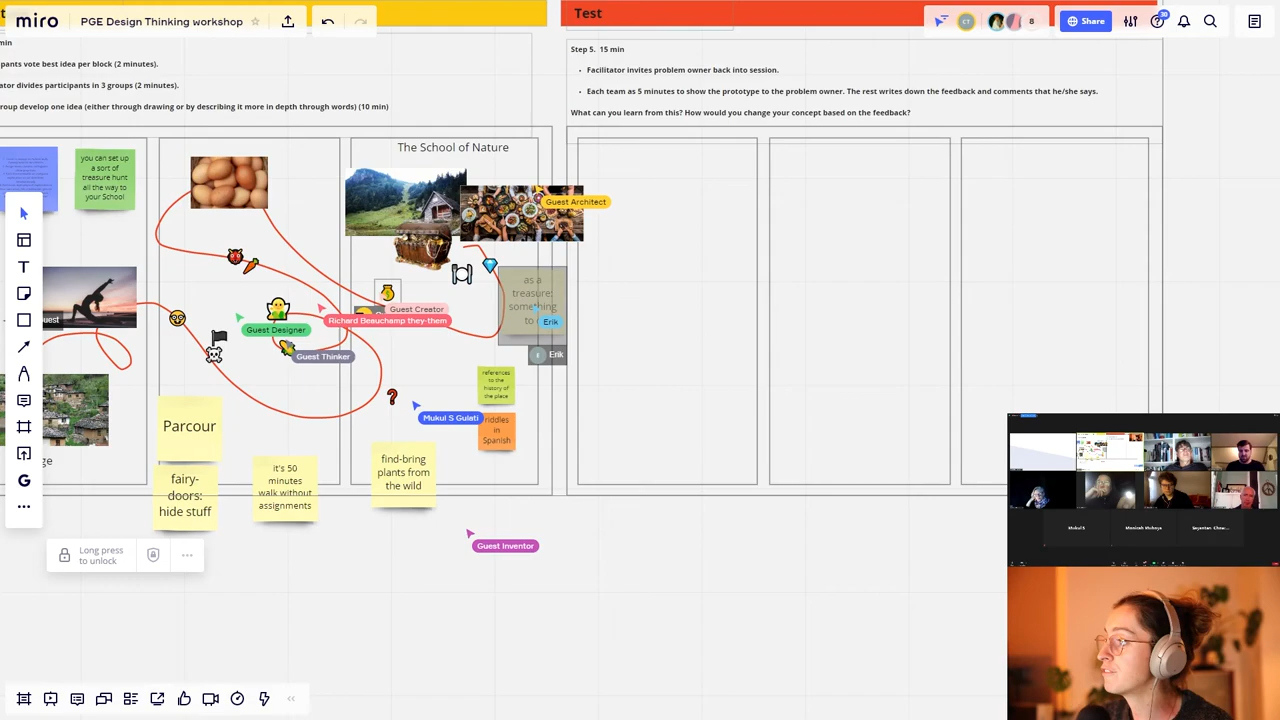 miro
PGE Design Thinking workshop
CT
8
Share
30
Test
min
pants vote best idea per block (2 minutes).
ator divides participants in 3 groups (2 minutes).
roup develop one idea (either through drawing or by describing it more in depth through words) (10 min)
Step 5. 15 min
• Facilitator invites problem owner back into session.
• Each team as 5 minutes to show the prototype to the problem owner. The rest writes down the feedback and comments that he/she says.
What can you learn from this? How would you change your concept based on the feedback?
The School of Nature
you can set up
a sort of
treasure hunt
all the way to
your School
Guest Architect
as a
treasure:
something
to
Erik
Erik
Guest Creator
Richard Beauchamp they-them
Guest Designer
Guest Thinker
uest
Mukul S Gulati
references
to the
history of
the place
riddles
in
Spanish
Parcour
ge
fairy-
doors:
hide stuff
it's 50
minutes
walk without
assignments
find-bring
plants from
the wild
Guest Inventor
Long press
to unlock
Mukul S